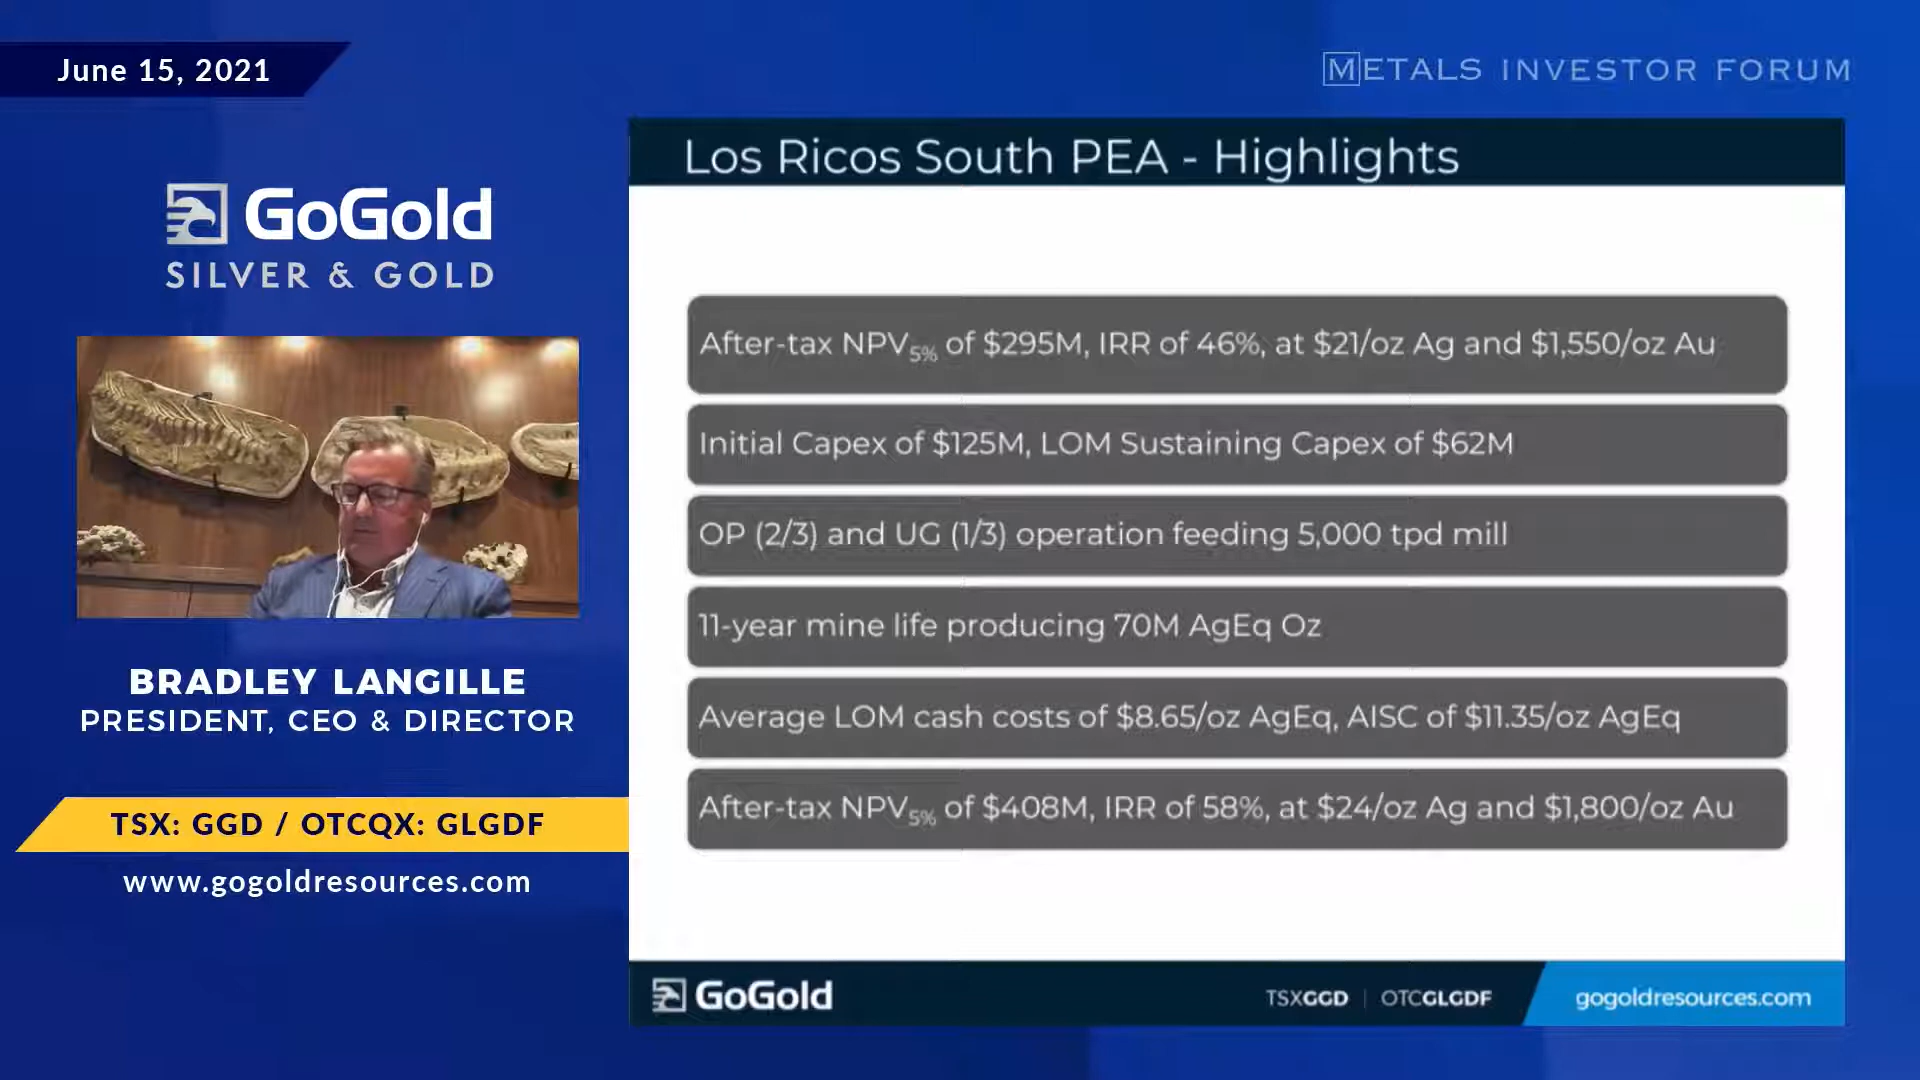 June 15, 2021
METALS INVESTOR FORUM
GoGold
SILVER & GOLD
BRADLEY LANGILLE
PRESIDENT, CEO & DIRECTOR
TSX: GGD / OTCQX: GLGDF
www.gogoldresources.com
Los Ricos South PEA - Highlights
After-tax NPV5% of $295M, IRR of 46%, at $21/oz Ag and $1,550/oz Au
Initial Capex of $125M, LOM Sustaining Capex of $62M
OP (2/3) and UG (1/3) operation feeding 5,000 tpd mill
11-year mine life producing 70M AgEq Oz
Average LOM cash costs of $8.65/oz AgEq, AISC of $11.35/oz AgEq
After-tax NPV5% of $408M, IRR of 58%, at $24/oz Ag and $1,800/oz Au
GoGold
TSXGGD | OTCGLGDF
gogoldresources.com